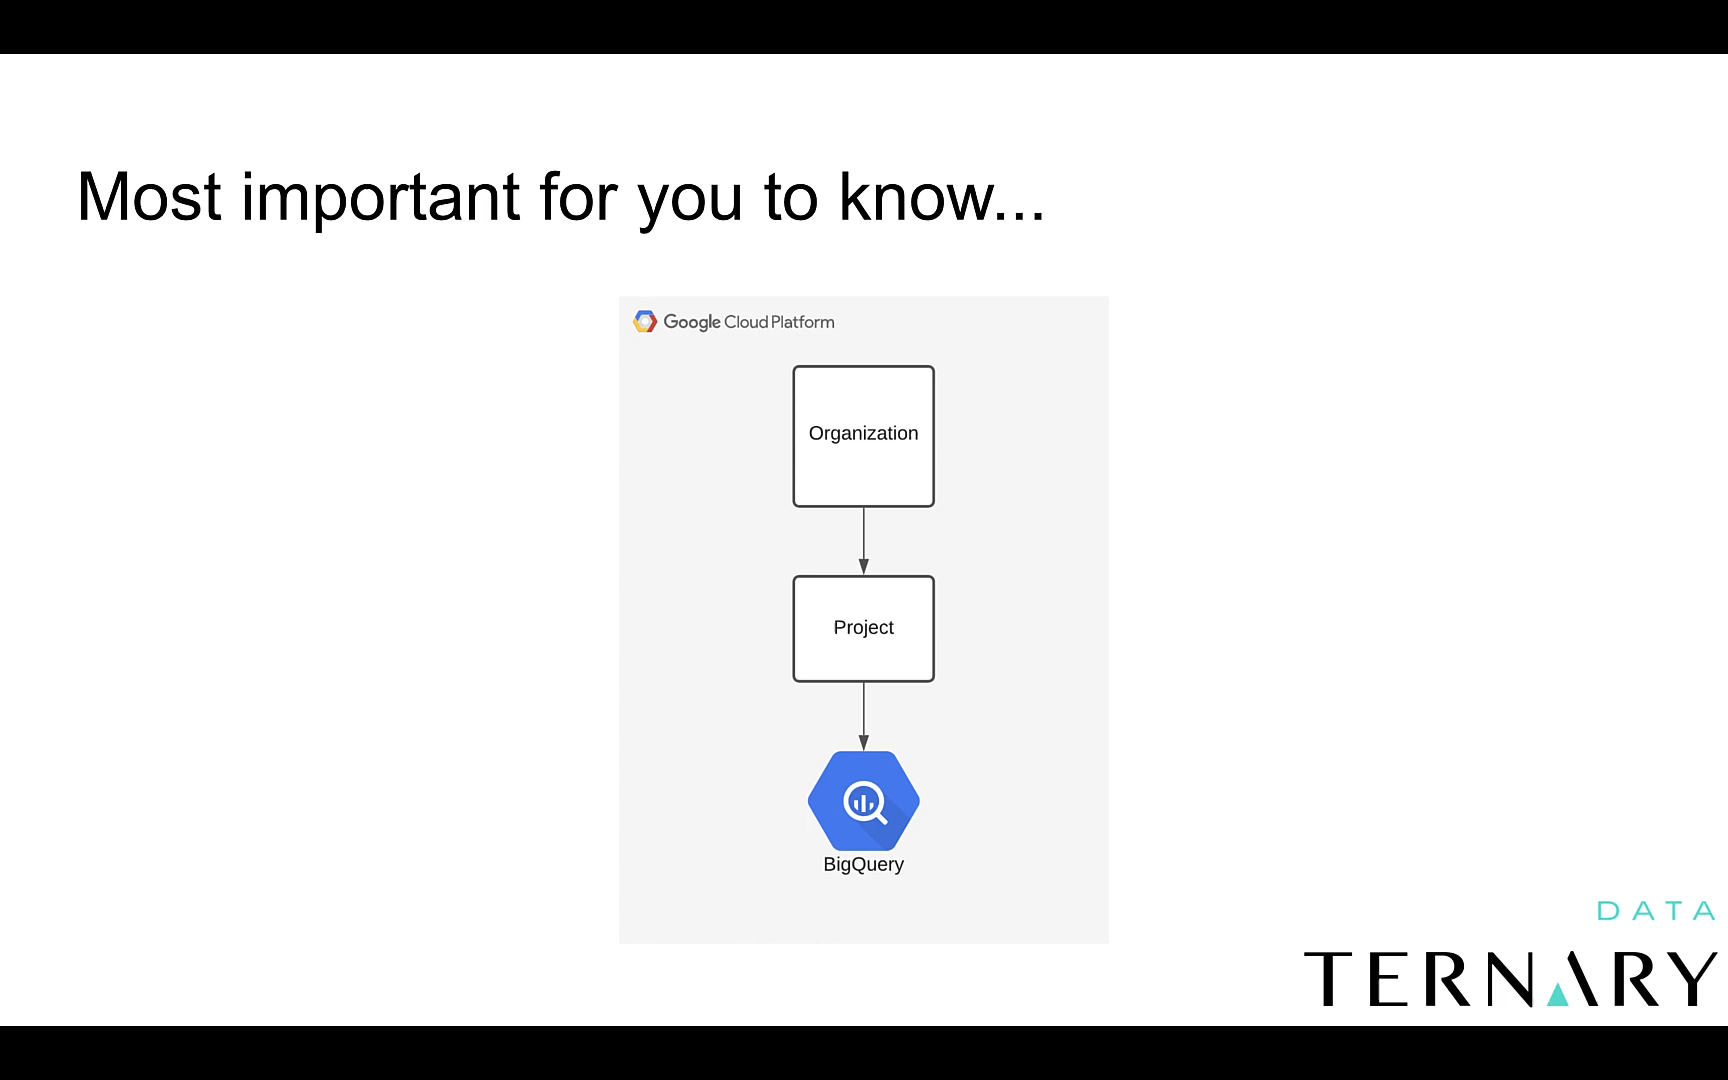 Most important for you to know...
Google Cloud Platform
Organization
Project
BigQuery
DATA
TERNARY